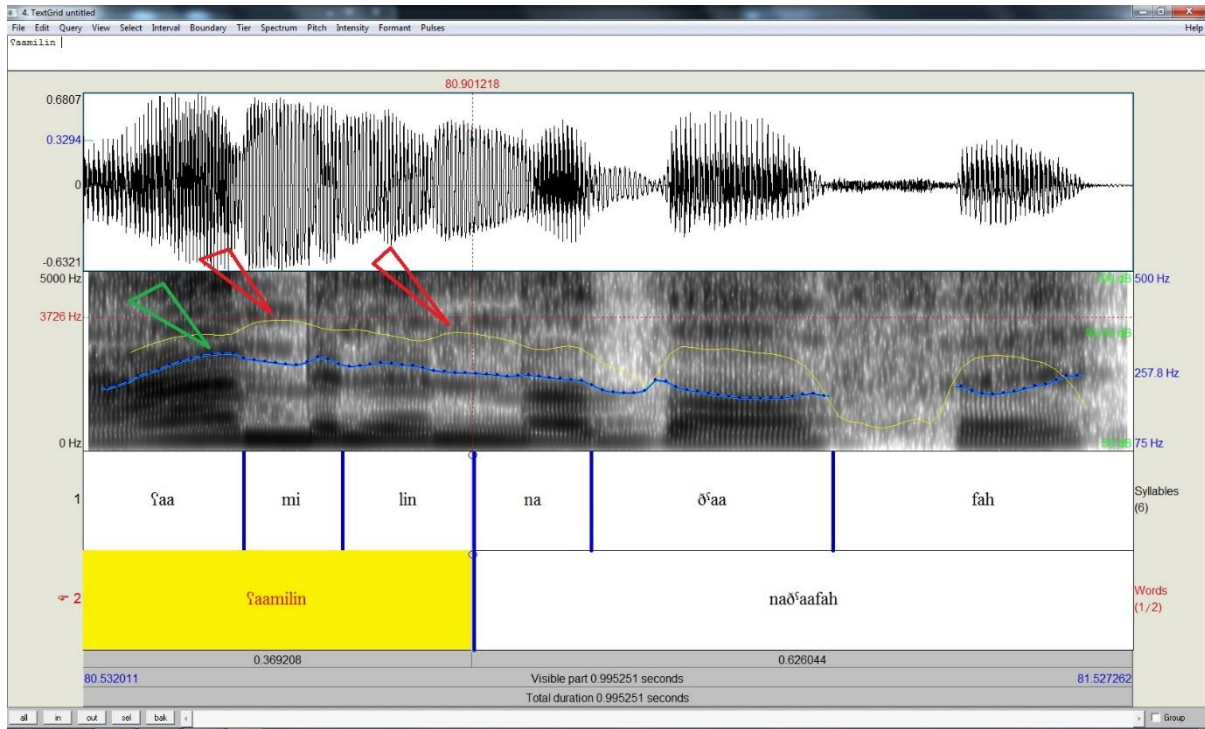 4. TextGrid untitled
File Edit Query View Select Interval Boundary Tier Spectrum Pitch Intensity Formant Pulses Help
ʕaamilin
80.901218
0.6807
0.3294
0
-0.6321
5000 Hz 500 Hz
3726 Hz
257.8 Hz
0 Hz 75 Hz
1 ʕaa mi lin na ðˤaa fah Syllables
(6)
2 ʕaamilin naðˤaafah Words
(1/2)
0.369208 0.626044
80.532011 Visible part 0.995251 seconds 81.527262
Total duration 0.995251 seconds
all in out sel bak Group